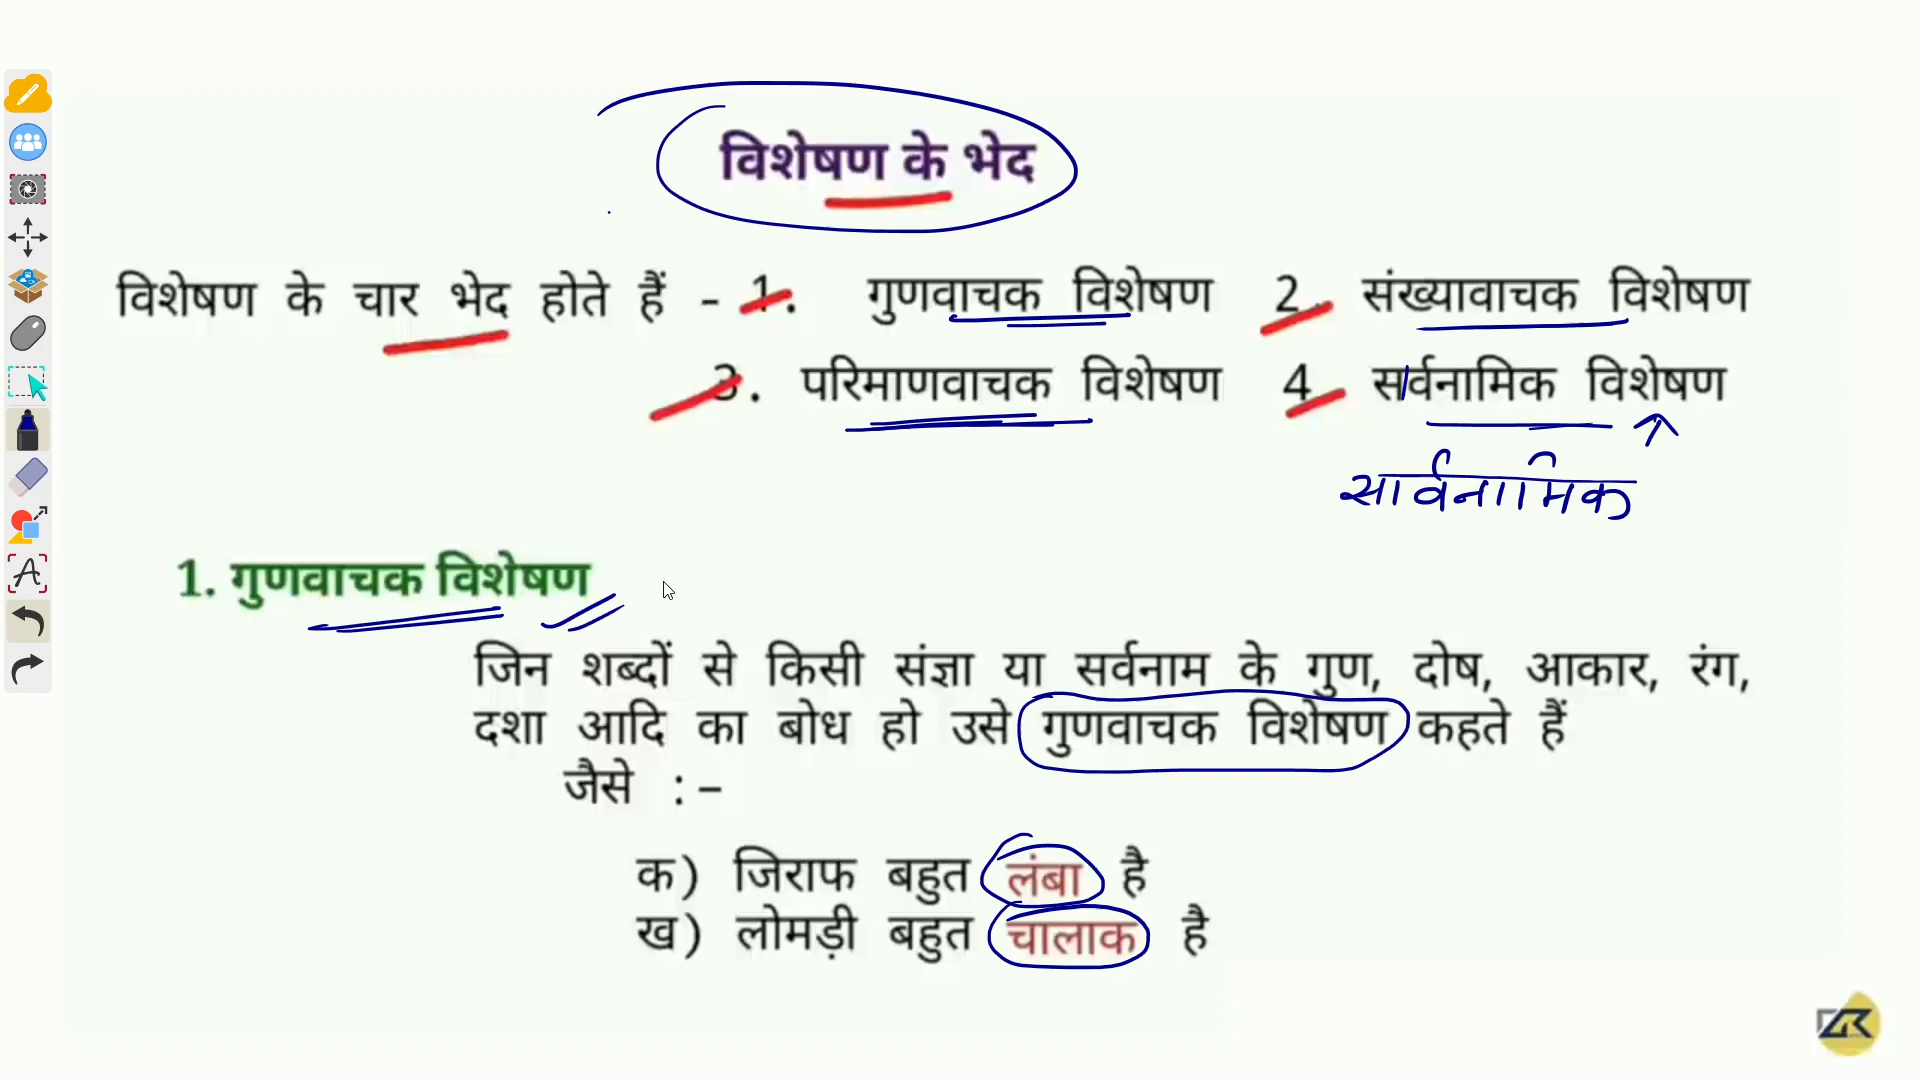 विशेषण के भेद
विशेषण के चार भेद होते हैं - 1. गुणवाचक विशेषण 2. संख्यावाचक विशेषण
3. परिमाणवाचक विशेषण 4 सर्वनामिक विशेषण
सार्वनामिक
1. गुणवाचक विशेषण
जिन शब्दों से किसी संज्ञा या सर्वनाम के गुण, दोष, आकार, रंग,
दशा आदि का बोध हो उसे गुणवाचक विशेषण कहते हैं
जैसे :–
क) जिराफ बहुत लंबा है
ख) लोमड़ी बहुत चालाक है